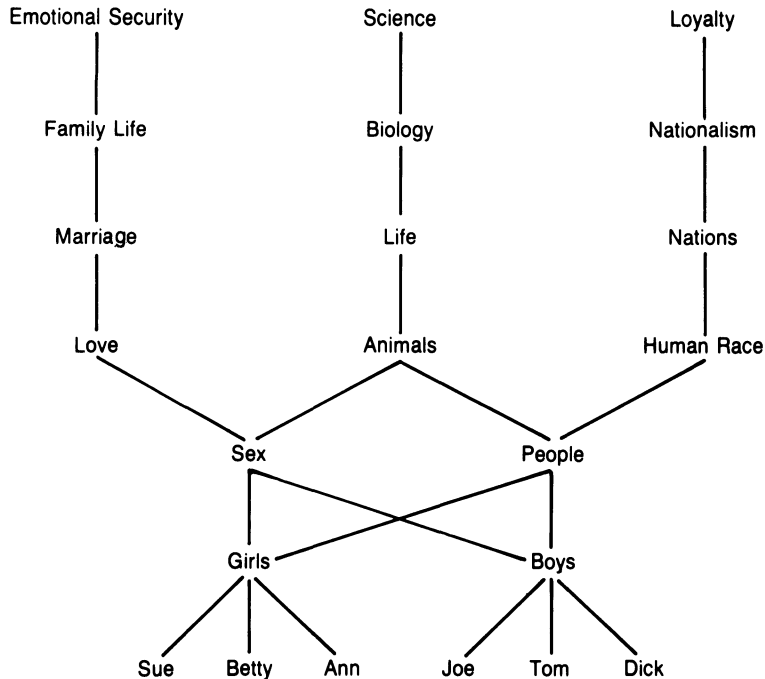 Emotional Security Science Loyalty
Family Life Biology Nationalism
Marriage Life Nations
Love Animals Human Race
Sex People
Girls Boys
Sue Betty Ann Joe Tom Dick